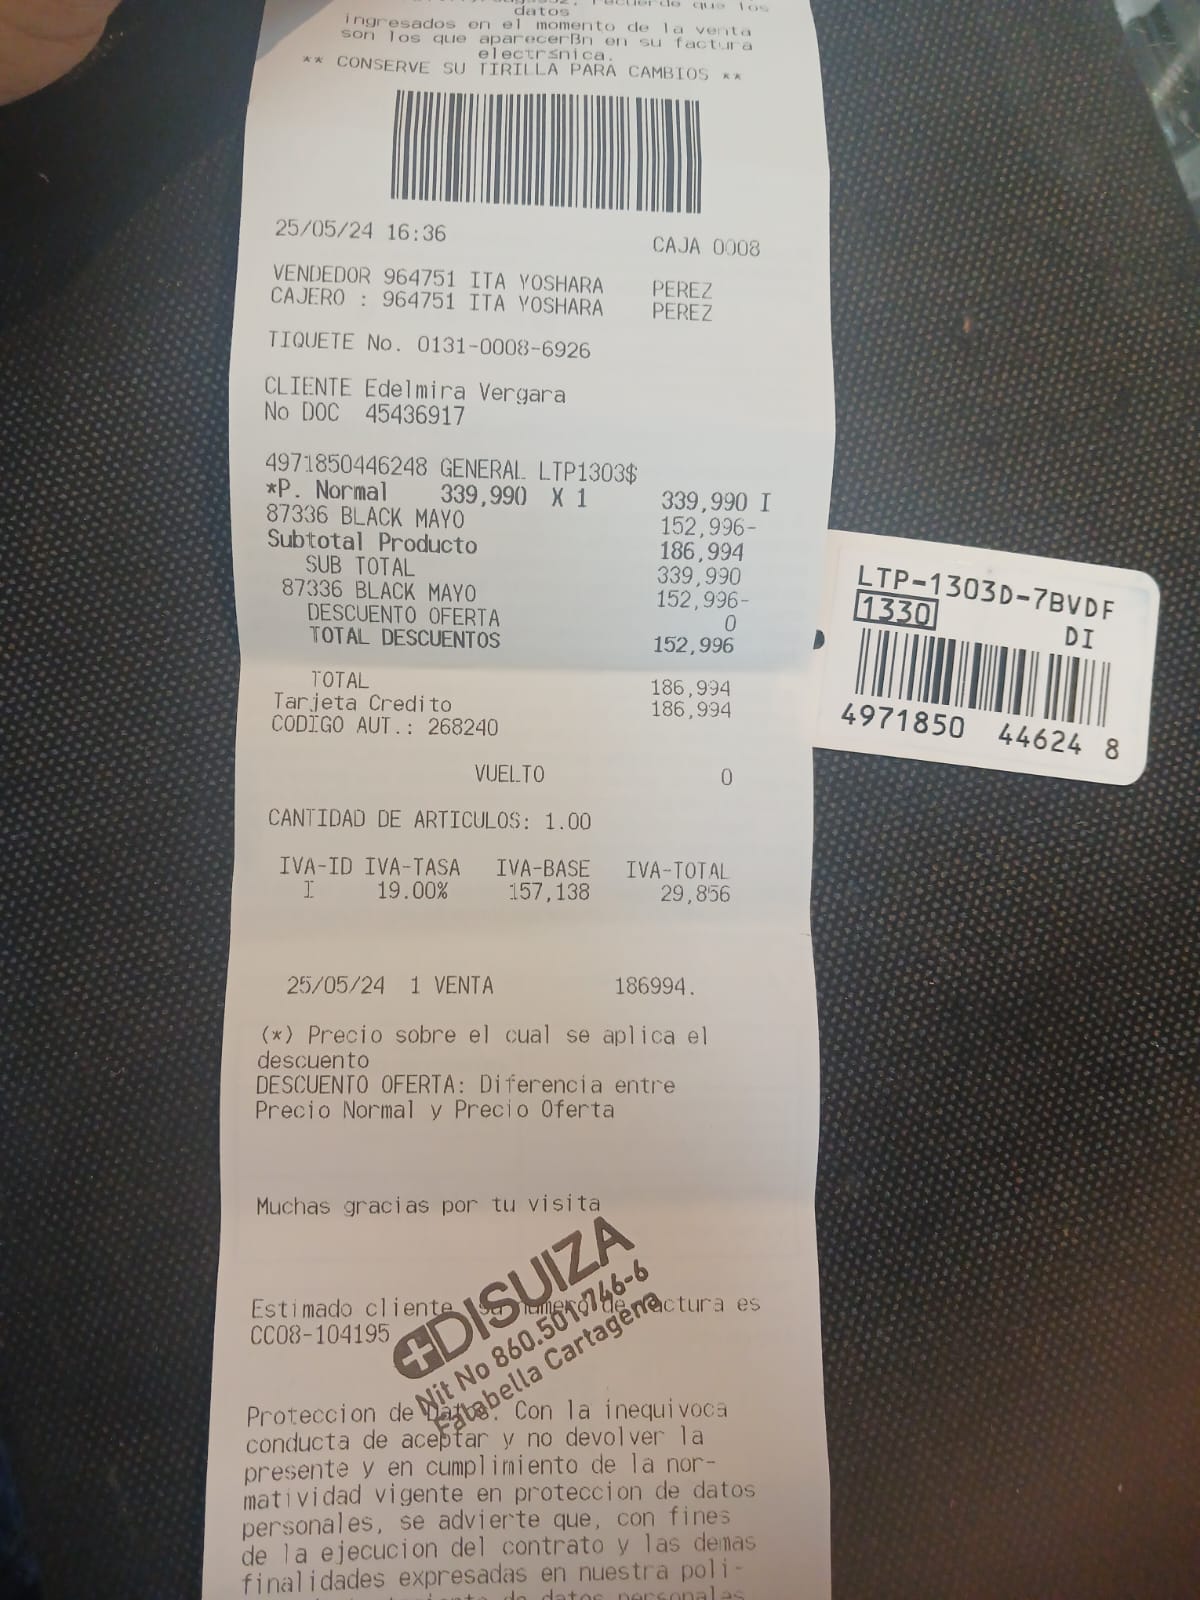 que los
datos
ingresados en el momento de la venta
son los que aparecerßn en su factura
electr≤nica.
** CONSERVE SU TIRILLA PARA CAMBIOS **
25/05/24 16:36 CAJA 0008
VENDEDOR 964751 ITA YOSHARA PEREZ
CAJERO : 964751 ITA YOSHARA PEREZ
TIQUETE No. 0131-0008-6926
CLIENTE Edelmira Vergara
No DOC 45436917
4971850446248 GENERAL LTP1303$
*P. Normal 339,990 X 1 339,990 I
87336 BLACK MAYO 152,996-
Subtotal Producto 186,994
SUB TOTAL 339,990
87336 BLACK MAYO 152,996-
DESCUENTO OFERTA 0
TOTAL DESCUENTOS 152,996
TOTAL 186,994
Tarjeta Credito 186,994
CODIGO AUT.: 268240
VUELTO 0
CANTIDAD DE ARTICULOS: 1.00
IVA-ID IVA-TASA IVA-BASE IVA-TOTAL
I 19.00% 157,138 29,856
25/05/24 1 VENTA 186994.
(*) Precio sobre el cual se aplica el
descuento
DESCUENTO OFERTA: Diferencia entre
Precio Normal y Precio Oferta
Muchas gracias por tu visita
Estimado cliente, su número de factura es
CC08-104195
DISUIZA
Nit No 860.501.746-6
Falabella Cartagena
Proteccion de Datos. Con la inequivoca
conducta de aceptar y no devolver la
presente y en cumplimiento de la nor-
matividad vigente en proteccion de datos
personales, se advierte que, con fines
de la ejecucion del contrato y las demas
finalidades expresadas en nuestra poli-
de datos personales
LTP-1303D-7BVDF
1330
DI
4971850 44624 8